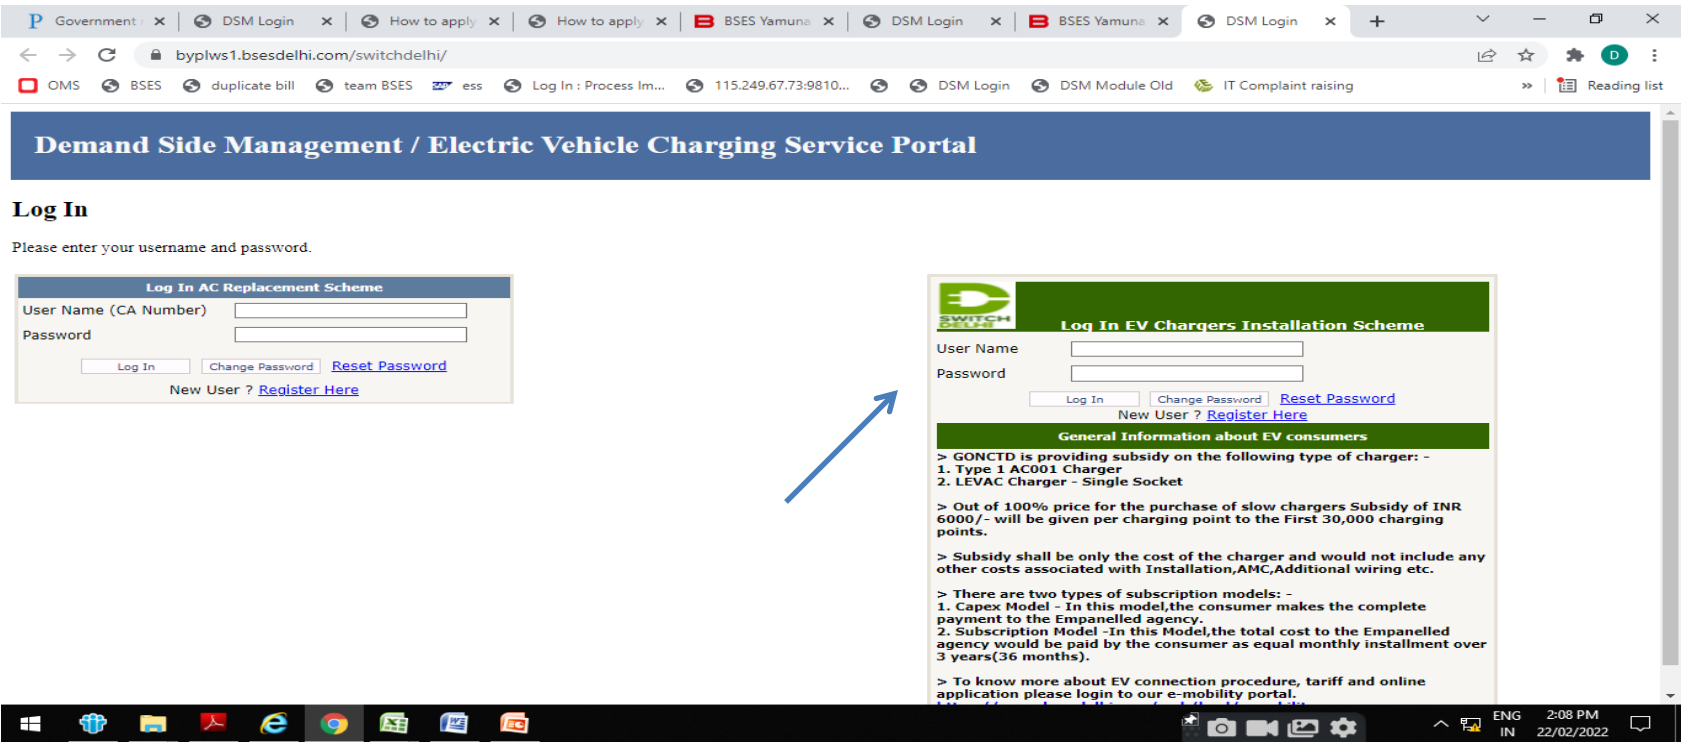 Government
DSM Login
How to apply
How to apply
BSES Yamuna
DSM Login
BSES Yamuna
DSM Login
byplws1.bsesdelhi.com/switchdelhi/
D
OMS
BSES
duplicate bill
team BSES
ess
Log In : Process Im...
115.249.67.73:9810...
DSM Login
DSM Module Old
IT Complaint raising
»
Reading list
Demand Side Management / Electric Vehicle Charging Service Portal
Log In
Please enter your username and password.
Log In AC Replacement Scheme
User Name (CA Number)
Password
Log In
Change Password
Reset Password
New User ? Register Here
SWITCH
DELHI
Log In EV Chargers Installation Scheme
User Name
Password
Log In
Change Password
Reset Password
New User ? Register Here
General Information about EV consumers
> GONCTD is providing subsidy on the following type of charger: -
1. Type 1 AC001 Charger
2. LEVAC Charger - Single Socket
> Out of 100% price for the purchase of slow chargers Subsidy of INR
6000/- will be given per charging point to the First 30,000 charging
points.
> Subsidy shall be only the cost of the charger and would not include any
other costs associated with Installation,AMC,Additional wiring etc.
> There are two types of subscription models: -
1. Capex Model - In this model,the consumer makes the complete
payment to the Empanelled agency.
2. Subscription Model -In this Model,the total cost to the Empanelled
agency would be paid by the consumer as equal monthly installment over
3 years(36 months).
> To know more about EV connection procedure, tariff and online
application please login to our e-mobility portal.
ENG
IN
2:08 PM
22/02/2022